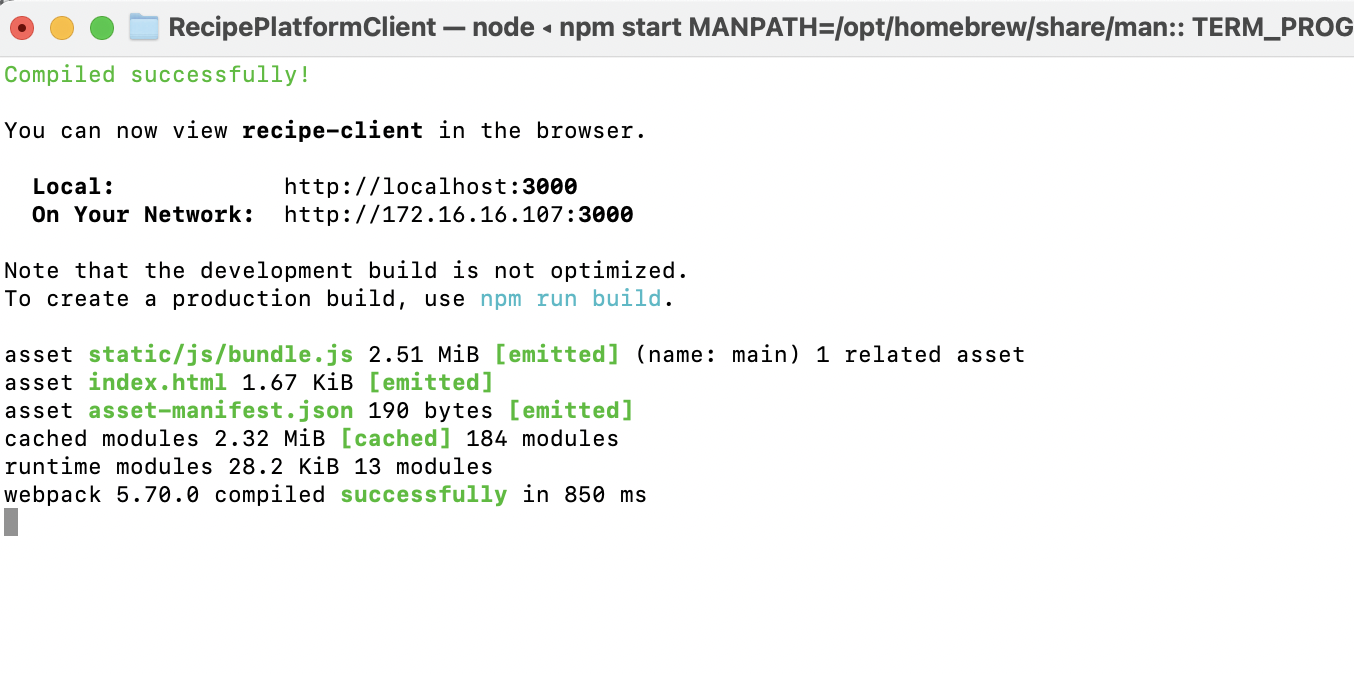 RecipePlatformClient — node ◂ npm start MANPATH=/opt/homebrew/share/man:: TERM_PROG
Compiled successfully!
You can now view recipe-client in the browser.
Local: http://localhost:3000
On Your Network: http://172.16.16.107:3000
Note that the development build is not optimized.
To create a production build, use npm run build.
asset static/js/bundle.js 2.51 MiB [emitted] (name: main) 1 related asset
asset index.html 1.67 KiB [emitted]
asset asset-manifest.json 190 bytes [emitted]
cached modules 2.32 MiB [cached] 184 modules
runtime modules 28.2 KiB 13 modules
webpack 5.70.0 compiled successfully in 850 ms